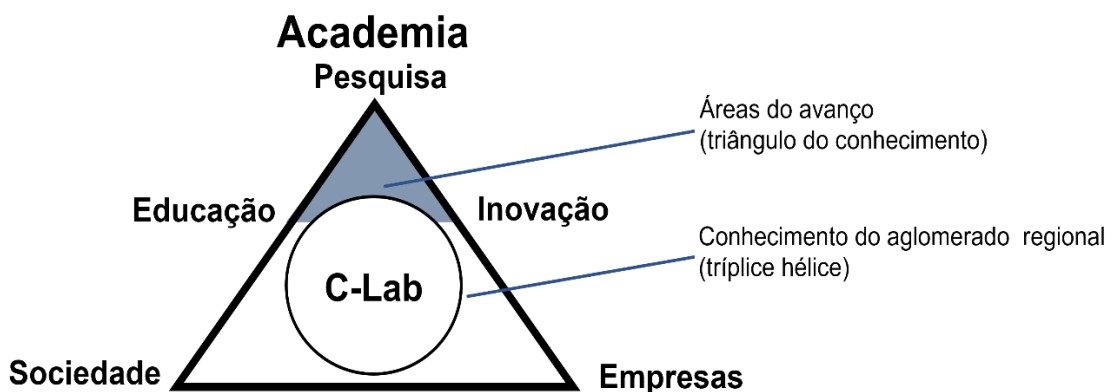 Academia
Pesquisa
Áreas do avanço
(triângulo do conhecimento)
Educação
Inovação
Conhecimento do aglomerado regional
(tríplice hélice)
C-Lab
Sociedade
Empresas